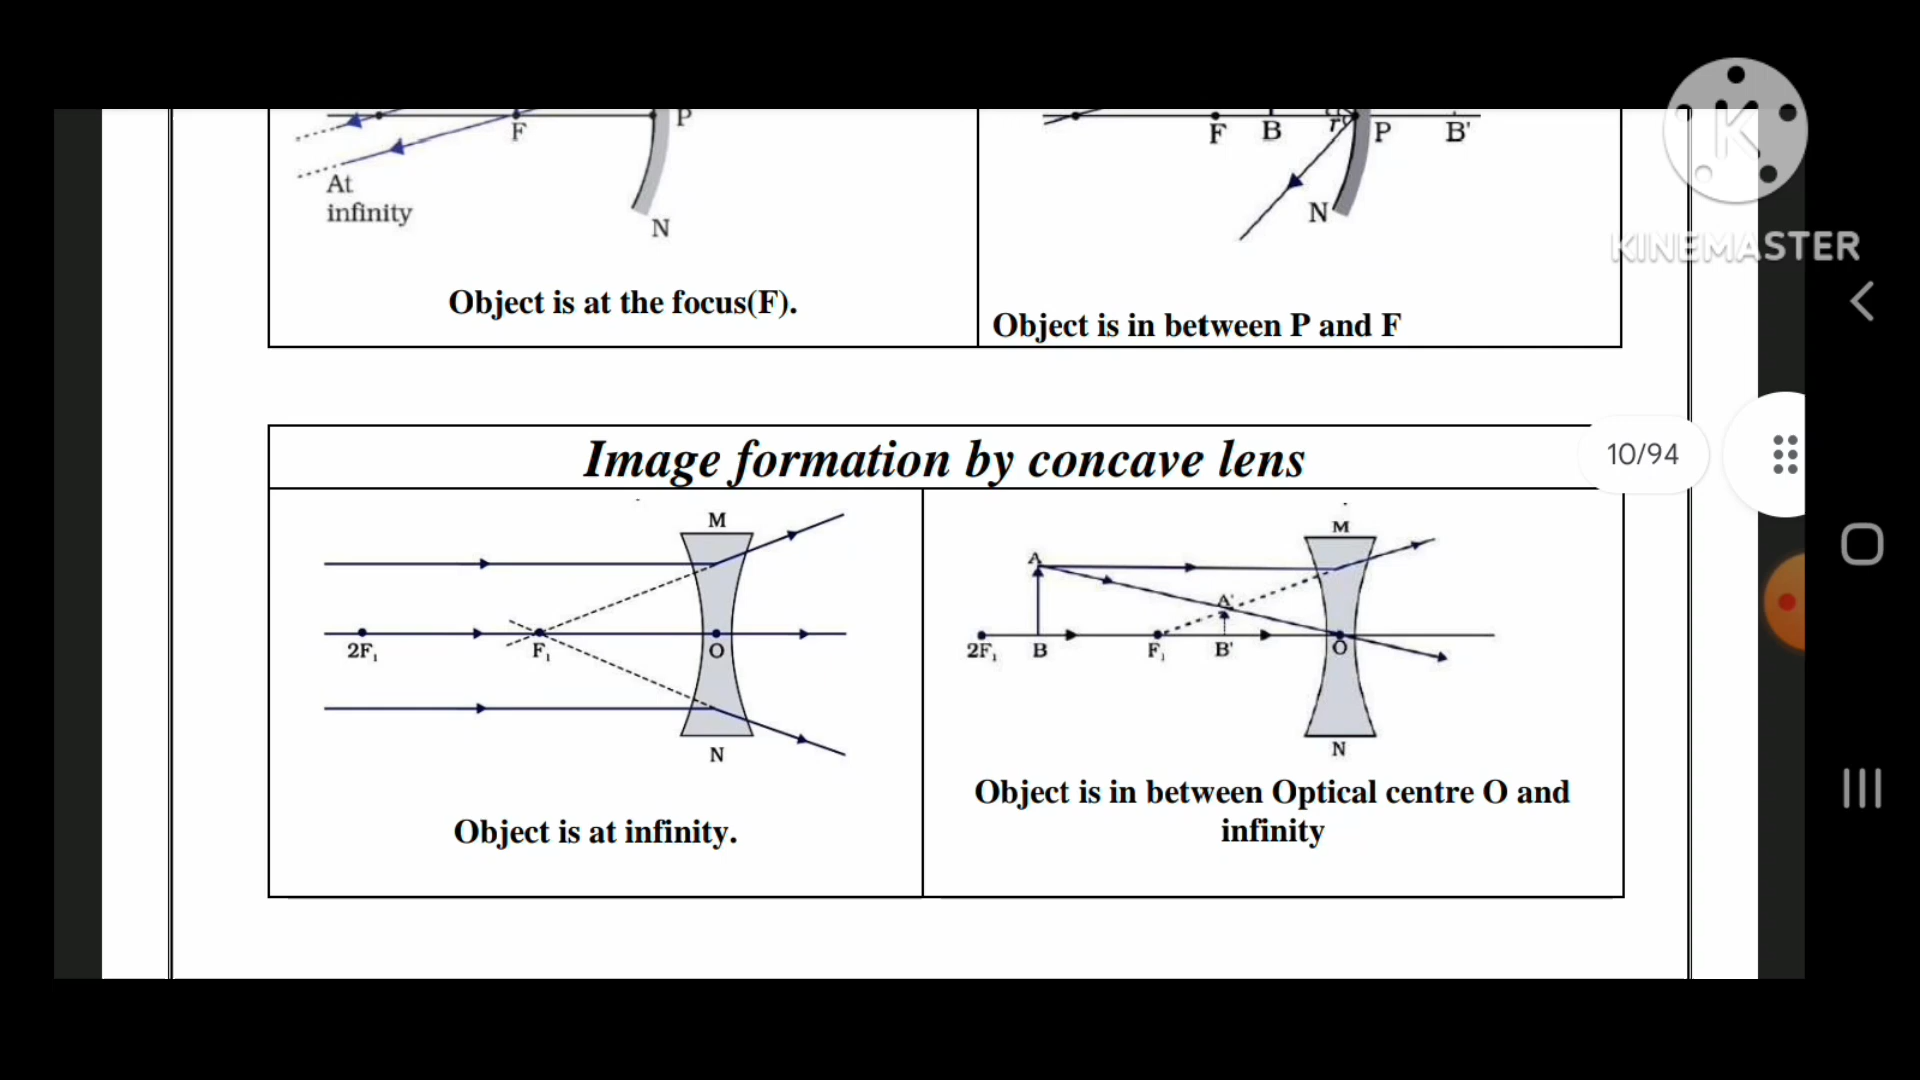 F
P
At
infinity
N
Object is at the focus(F).
F B r P B'
N
Object is in between P and F
K
KINEMASTER
10/94
Image formation by concave lens
M
2F₁ F₁ O
N
Object is at infinity.
M
A
A'
2F₁ B F₁ B' O
N
Object is in between Optical centre O and
infinity